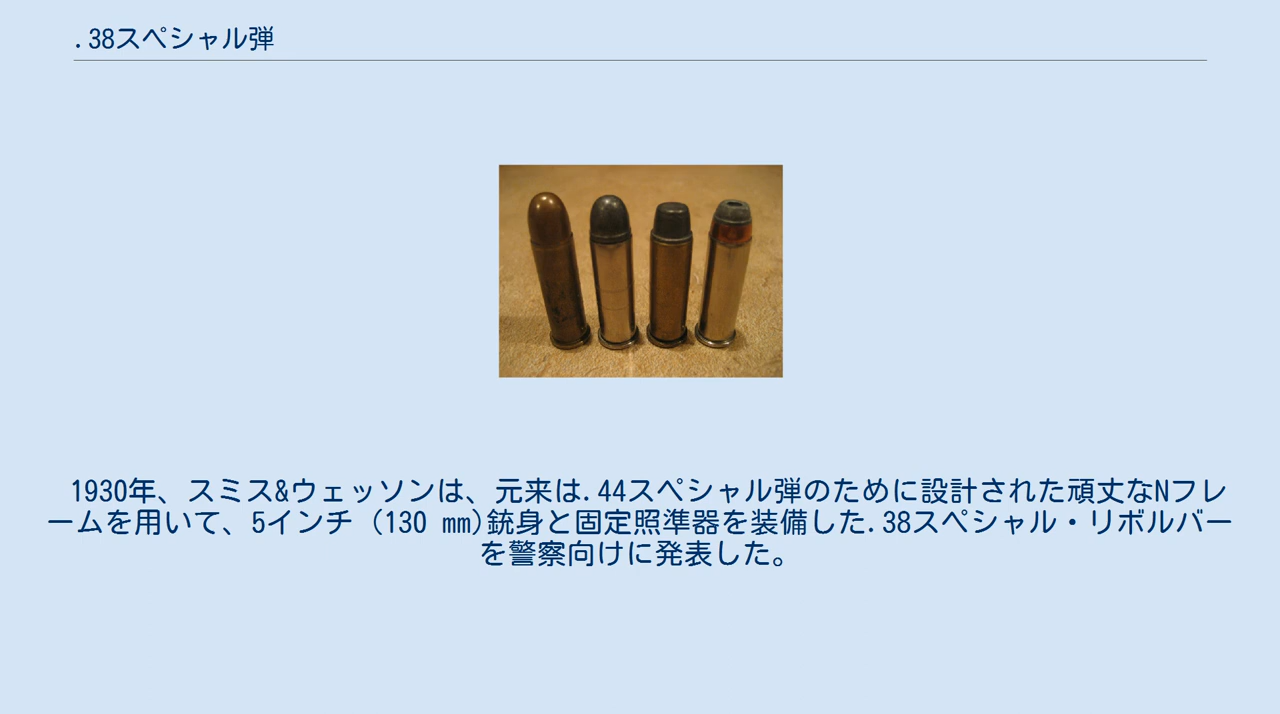 .38スペシャル弾
1930年、スミス&ウェッソンは、元来は.44スペシャル弾のために設計された頑丈なNフレ
ームを用いて、5インチ (130 mm)銃身と固定照準器を装備した.38スペシャル・リボルバー
を警察向けに発表した。